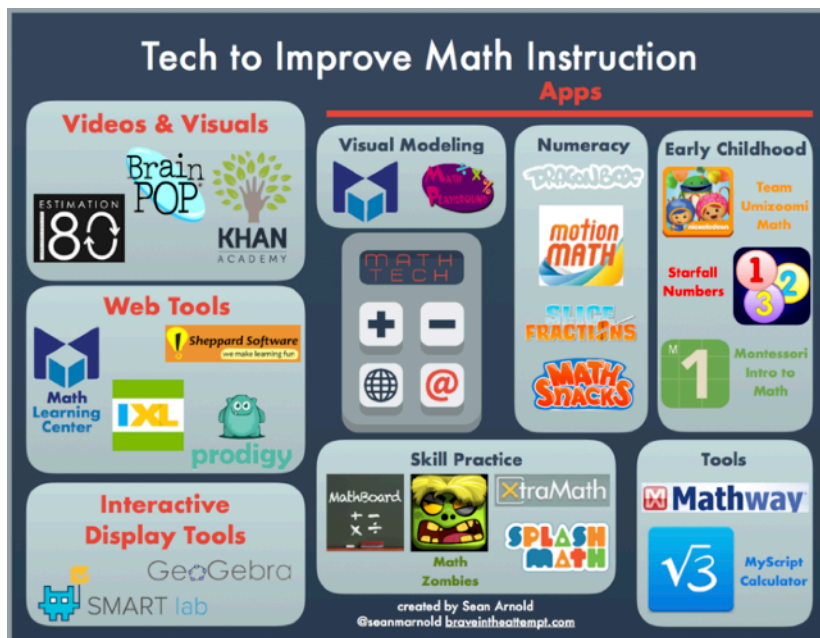 Tech to Improve Math Instruction
Apps
Videos & Visuals
ESTIMATION
180
Brain
POP
KHAN
ACADEMY
Web Tools
Math
Learning
Center
Sheppard Software
we make learning fun
IXL
prodigy
Interactive
Display Tools
GeoGebra
SMART lab
Visual Modeling
MATH
PLAYGROUND
MATH
TECH
+
−
@
Numeracy
DRAGONBOX
motion
MATH
SLICE
FRACTIONS
MATH
SNACKS
Early Childhood
nickelodeon
Team
Umizoomi
Math
Starfall
Numbers
1
2
3
M
1
Montessori
Intro to
Math
Skill Practice
MathBoard
+ −
× ÷
Math
Zombies
XtraMath
SPLASH
MATH
Tools
Mathway
√3
MyScript
Calculator
created by Sean Arnold
@seanmarnold braveintheattempt.com